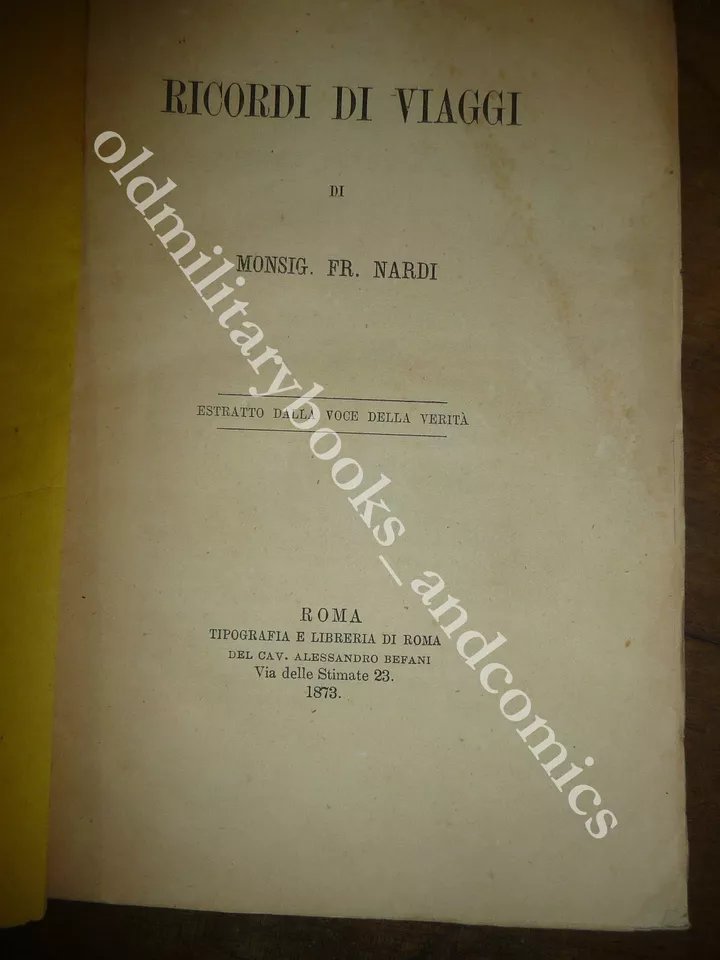 RICORDI DI VIAGGI
DI
MONSIG. FR. NARDI
ESTRATTO DALLA VOCE DELLA VERITÀ
ROMA
TIPOGRAFIA E LIBRERIA DI ROMA
DEL CAV. ALESSANDRO BEFANI
Via delle Stimate 23.
1873.
oldmilitarybooks_andcomics